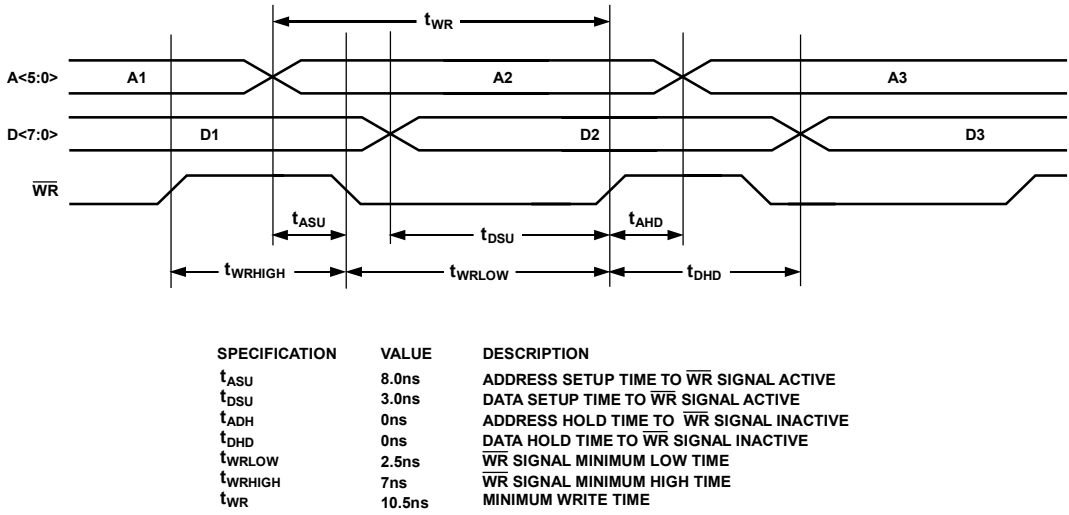 tWR
A<5:0> A1 A2 A3
D<7:0> D1 D2 D3
WR
tASU tDSU tAHD
tWRHIGH tWRLOW tDHD
SPECIFICATION VALUE DESCRIPTION
tASU 8.0ns ADDRESS SETUP TIME TO WR SIGNAL ACTIVE
tDSU 3.0ns DATA SETUP TIME TO WR SIGNAL ACTIVE
tADH 0ns ADDRESS HOLD TIME TO WR SIGNAL INACTIVE
tDHD 0ns DATA HOLD TIME TO WR SIGNAL INACTIVE
tWRLOW 2.5ns WR SIGNAL MINIMUM LOW TIME
tWRHIGH 7ns WR SIGNAL MINIMUM HIGH TIME
tWR 10.5ns MINIMUM WRITE TIME